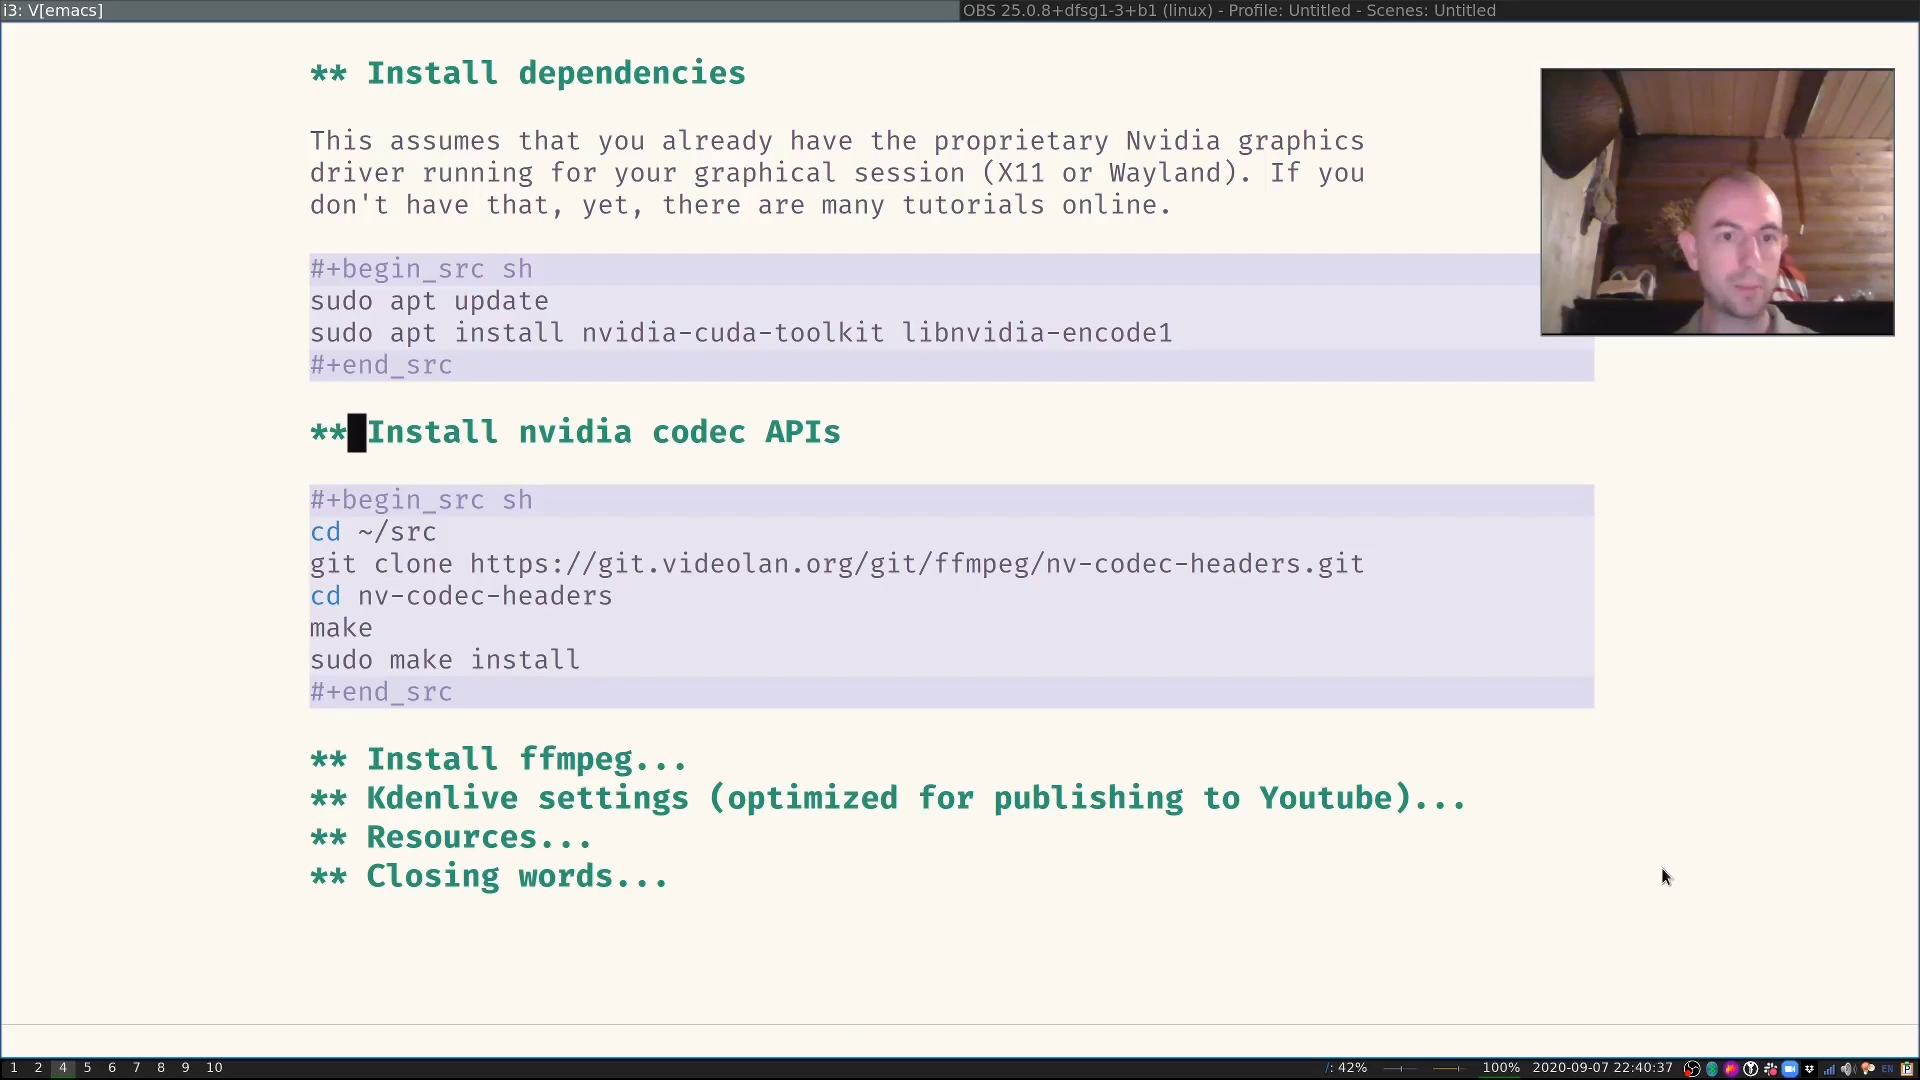 i3: V[emacs]
OBS 25.0.8+dfsg1-3+b1 (linux) - Profile: Untitled - Scenes: Untitled
** Install dependencies
This assumes that you already have the proprietary Nvidia graphics
driver running for your graphical session (X11 or Wayland). If you
don't have that, yet, there are many tutorials online.
#+begin_src sh
sudo apt update
sudo apt install nvidia-cuda-toolkit libnvidia-encode1
#+end_src
** Install nvidia codec APIs
#+begin_src sh
cd ~/src
git clone https://git.videolan.org/git/ffmpeg/nv-codec-headers.git
cd nv-codec-headers
make
sudo make install
#+end_src
** Install ffmpeg...
** Kdenlive settings (optimized for publishing to Youtube)...
** Resources...
** Closing words...
1 2 4 5 6 7 8 9 10
/: 42% 100% 2020-09-07 22:40:37 EN